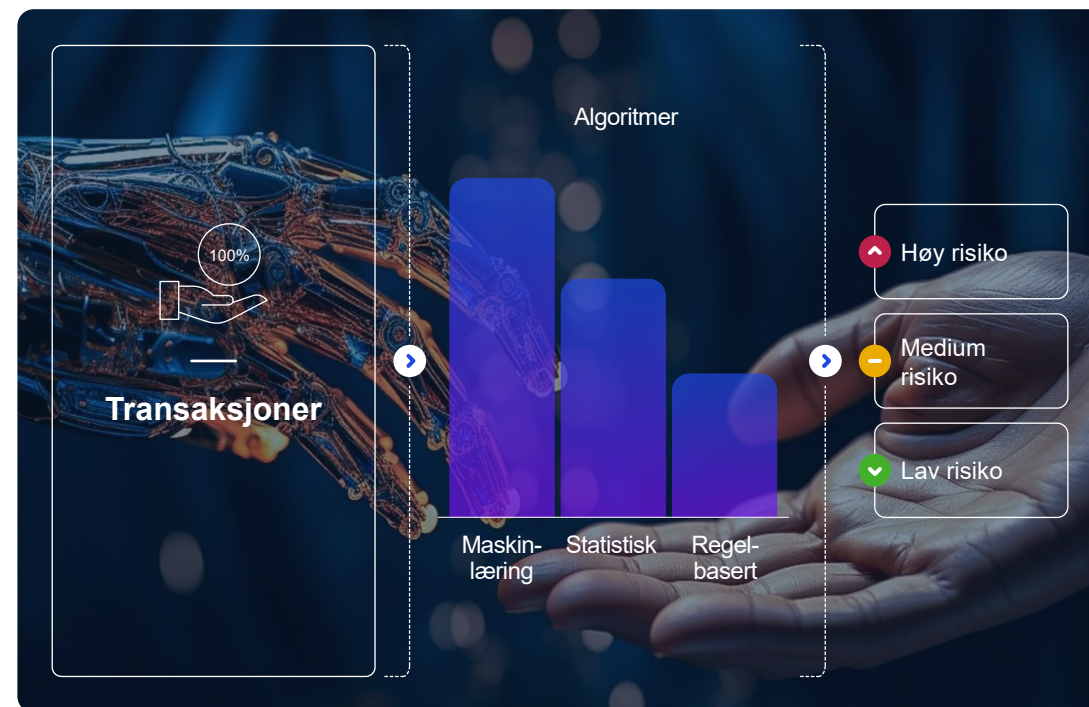 100%
Transaksjoner
Algoritmer
Maskin-
læring
Statistisk
Regel-
basert
Høy risiko
Medium
risiko
Lav risiko